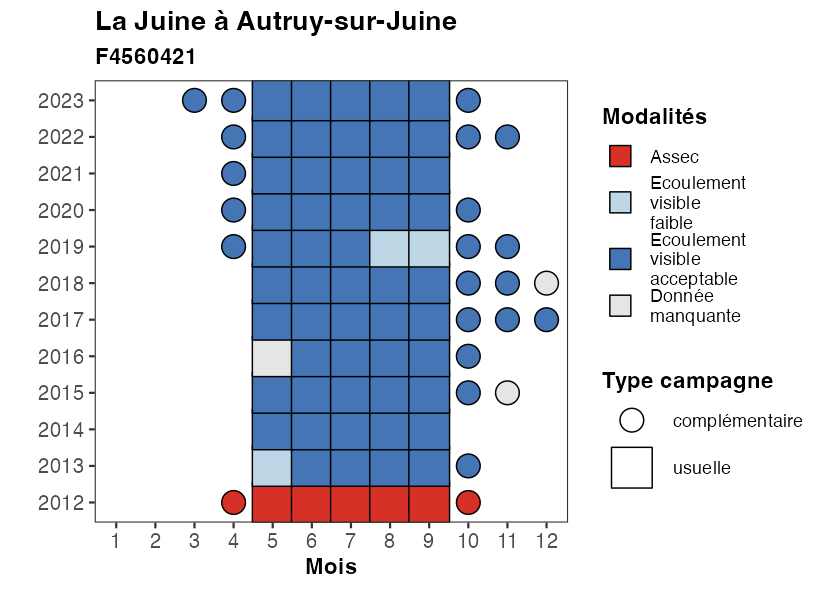 La Juine à Autruy-sur-Juine
F4560421
2023
2022
2021
2020
2019
2018
2017
2016
2015
2014
2013
2012
1 2 3 4 5 6 7 8 9 10 11 12
Mois
Modalités
Assec
Ecoulement
visible
faible
Ecoulement
visible
acceptable
Donnée
manquante
Type campagne
complémentaire
usuelle